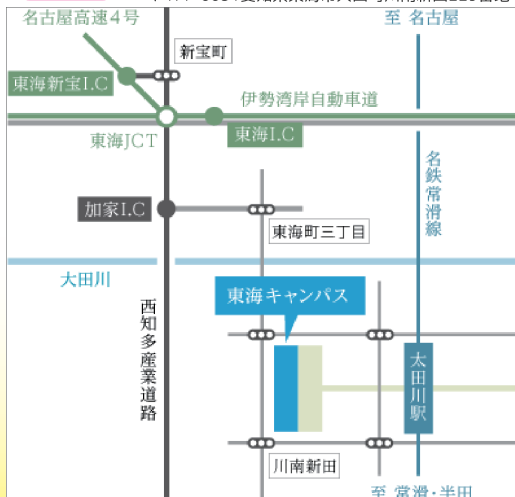 名古屋高速4号
至 名古屋
新宝町
東海新宝I.C
伊勢湾岸自動車道
東海JCT
東海I.C
名鉄常滑線
加家I.C
東海町三丁目
大田川
東海キャンパス
西知多産業道路
太田川駅
川南新田
至 常滑・半田